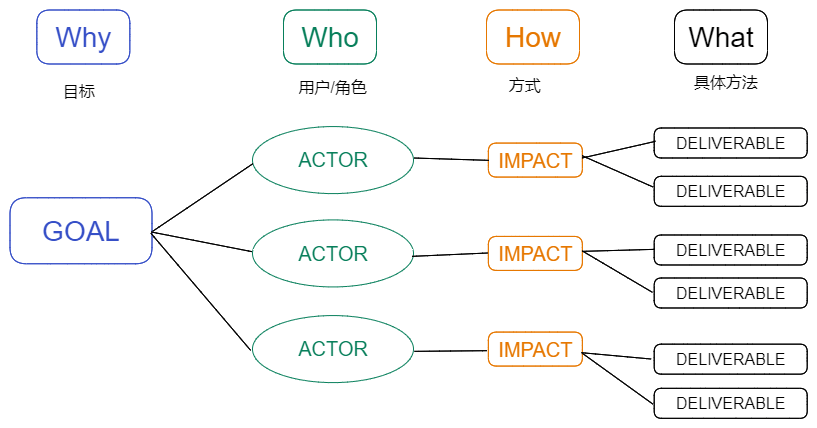 Why
Who
How
What
目标
用户/角色
方式
具体方法
GOAL
ACTOR
IMPACT
DELIVERABLE
DELIVERABLE
ACTOR
IMPACT
DELIVERABLE
DELIVERABLE
ACTOR
IMPACT
DELIVERABLE
DELIVERABLE